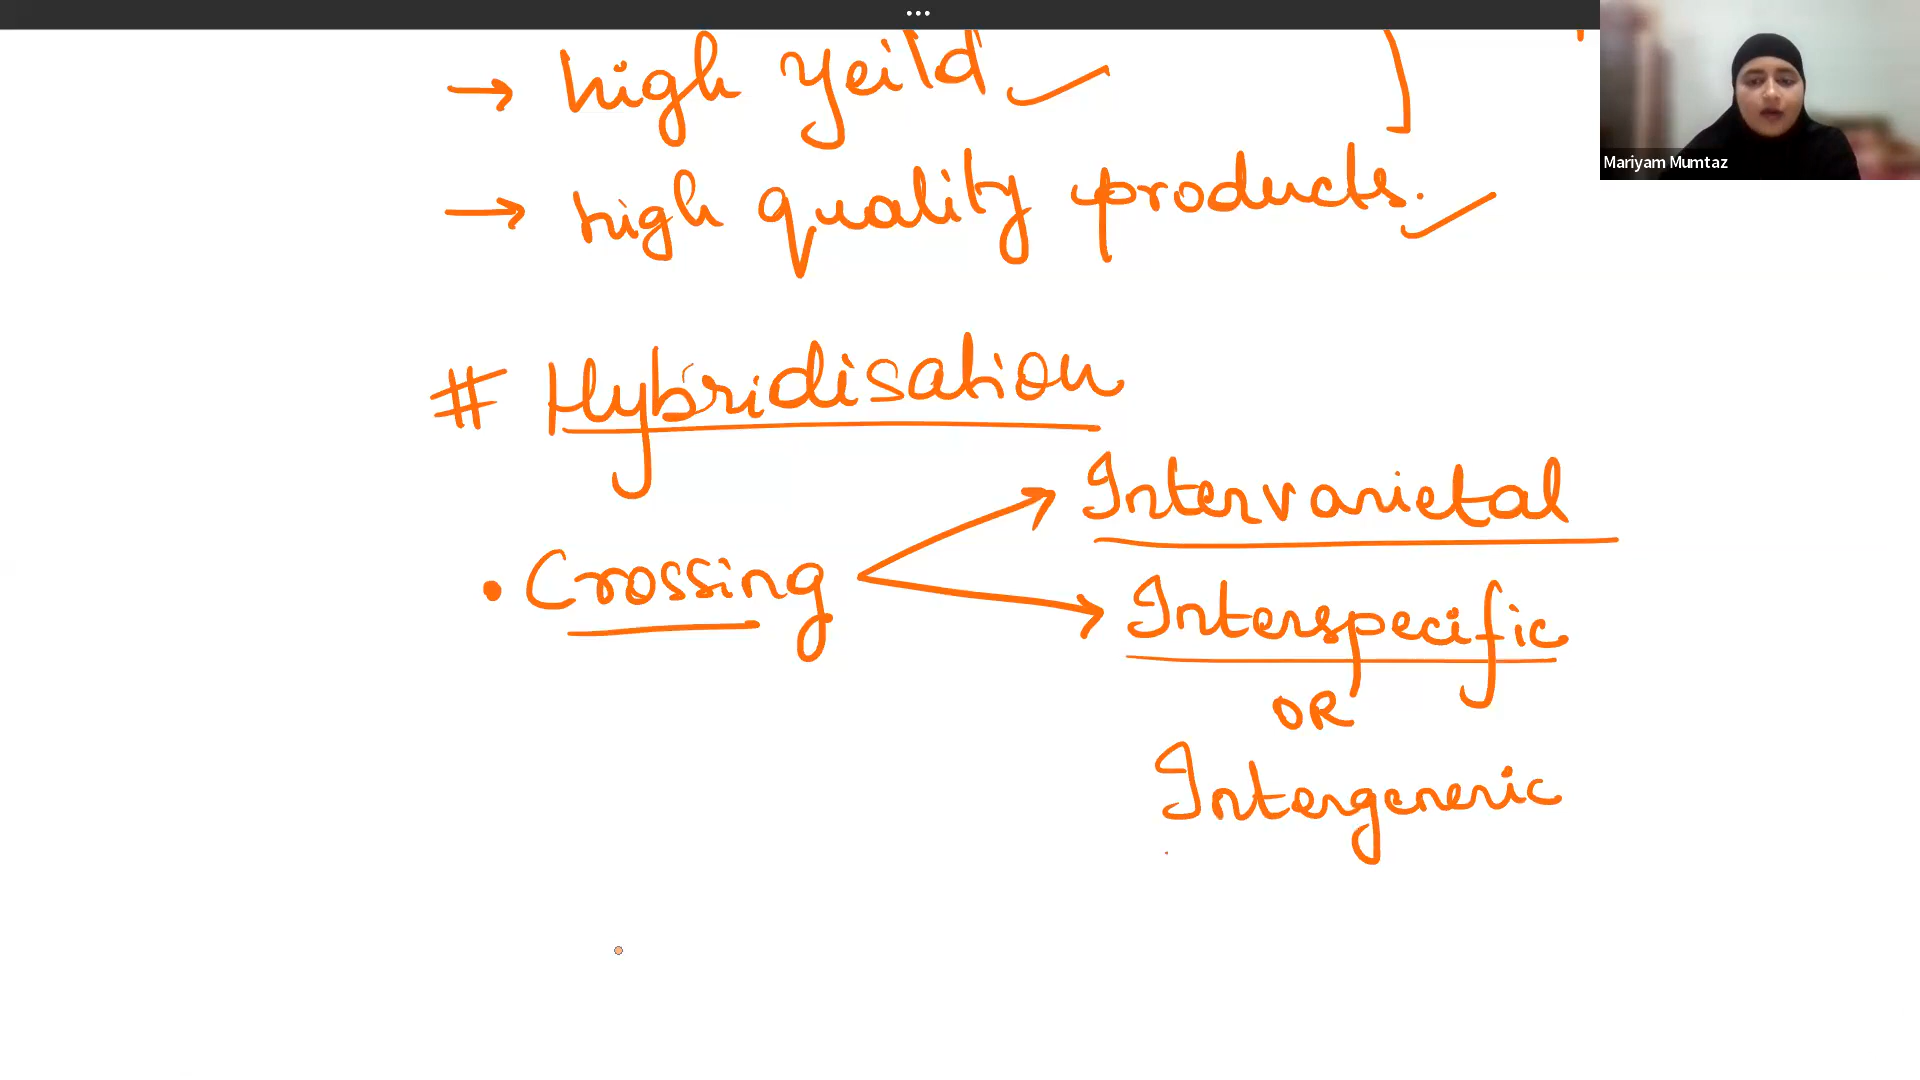 → high Yeild ✓
→ high quality products. ✓
Mariyam Mumtaz
# Hybridisation
• Crossing
Intervarietal
Interspecific
OR
Intergeneric